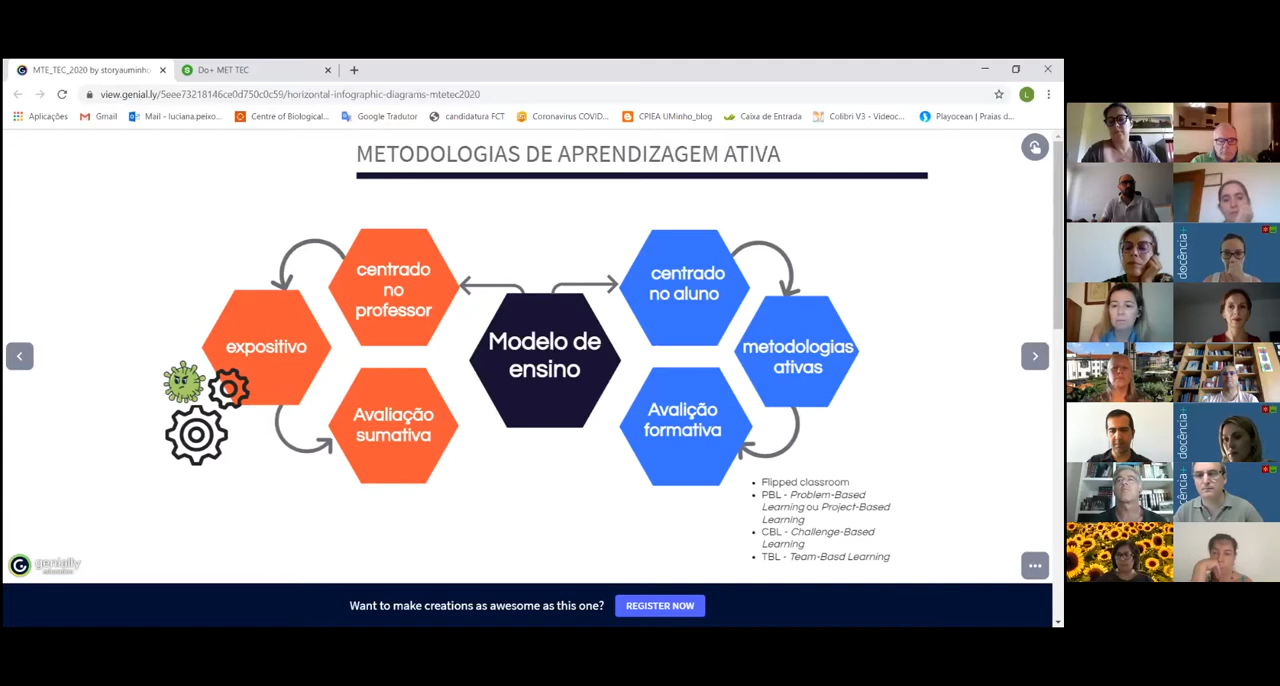 MTE_TEC_2020 by storyauminho
Do+ MET TEC
view.genial.ly/5eee73218146ce0d750c0c59/horizontal-infographic-diagrams-mtetec2020
L
Aplicações
Gmail
Mail - luciana.peixo...
Centre of Biological...
Google Tradutor
candidatura FCT
Coronavirus COVID...
CPIEA UMinho_blog
Caixa de Entrada
Colibri V3 - Videoc...
Playocean | Praias d...
METODOLOGIAS DE APRENDIZAGEM ATIVA
centrado
no
professor
expositivo
Avaliação
sumativa
Modelo de
ensino
centrado
no aluno
metodologias
ativas
Avalição
formativa
• Flipped classroom
• PBL - Problem-Based
Learning ou Project-Based
Learning
• CBL - Challenge-Based
Learning
• TBL - Team-Basd Learning
genially
education
Want to make creations as awesome as this one?
REGISTER NOW
docência+
docência+
docência+